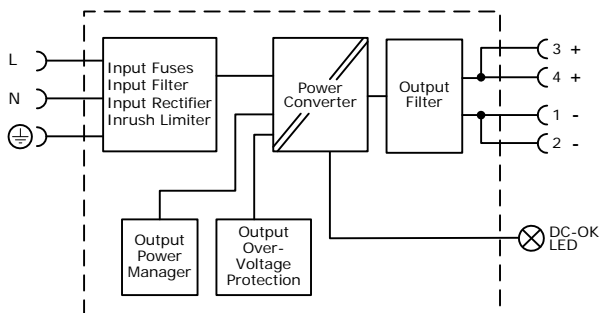 L
N
Input Fuses
Input Filter
Input Rectifier
Inrush Limiter
Power
Converter
Output
Filter
3 +
4 +
1 -
2 -
Output
Power
Manager
Output
Over-
Voltage
Protection
DC-OK
LED